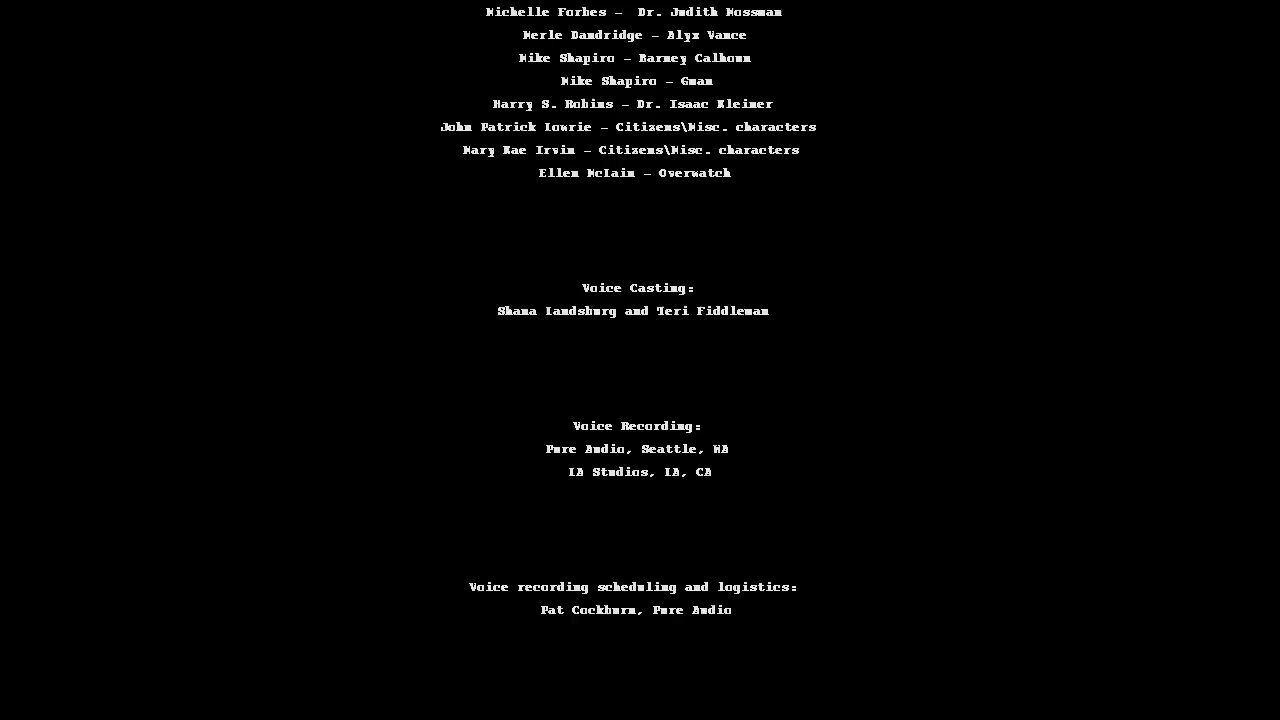 Michelle Forbes -  Dr. Judith Mossman
Merle Dandridge - Alyx Vance
Mike Shapiro - Barney Calhoun
Mike Shapiro - Gman
Harry S. Robins - Dr. Isaac Kleiner
John Patrick Lowrie - Citizens\Misc. characters
Mary Kae Irvin - Citizens\Misc. characters
Ellen McLain - Overwatch
Voice Casting:
Shana Landsburg and Teri Fiddleman
Voice Recording:
Pure Audio, Seattle, WA
LA Studios, LA, CA
Voice recording scheduling and logistics:
Pat Cockburn, Pure Audio